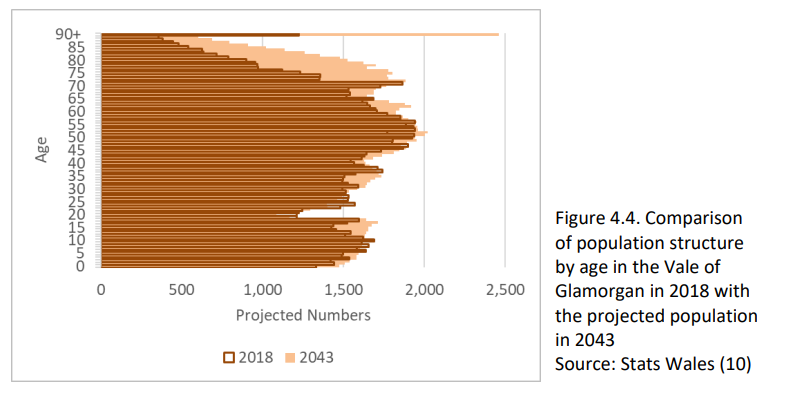 90+
85
80
75
70
65
60
55
50
45
40
35
30
25
20
15
10
5
0
Age
0 500 1,000 1,500 2,000 2,500
Projected Numbers
2018 2043
Figure 4.4. Comparison
of population structure
by age in the Vale of
Glamorgan in 2018 with
the projected population
in 2043
Source: Stats Wales (10)